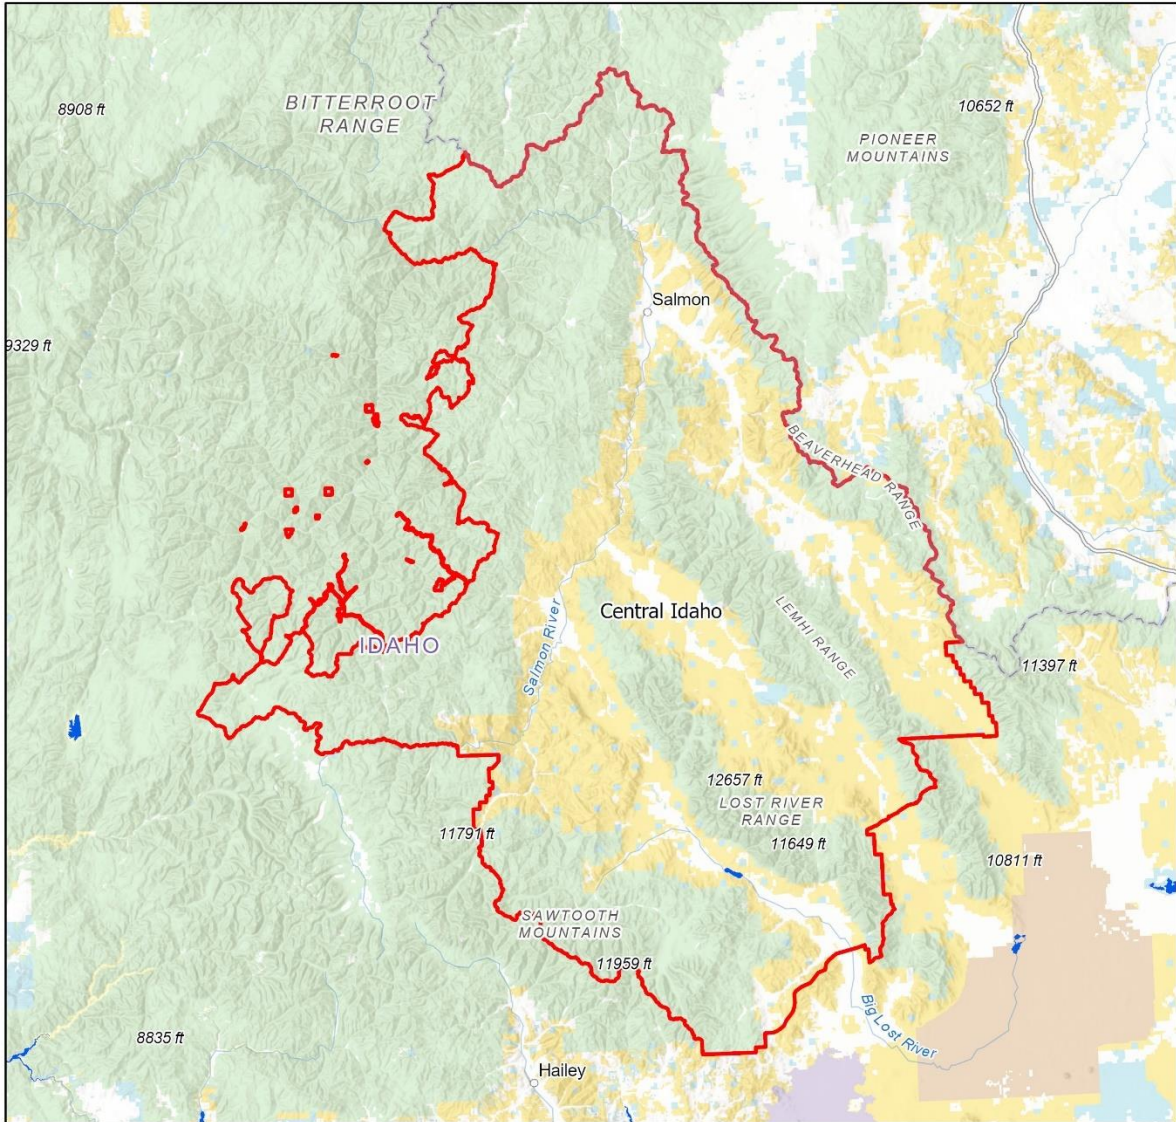 BITTERROOT
RANGE
8908 ft
10652 ft
PIONEER
MOUNTAINS
Salmon
9329 ft
BEAVERHEAD RANGE
Central Idaho
LEMHI RANGE
IDAHO
Salmon River
11397 ft
12657 ft
LOST RIVER
RANGE
11791 ft
11649 ft
10811 ft
SAWTOOTH
MOUNTAINS
11959 ft
Big Lost River
8835 ft
Hailey